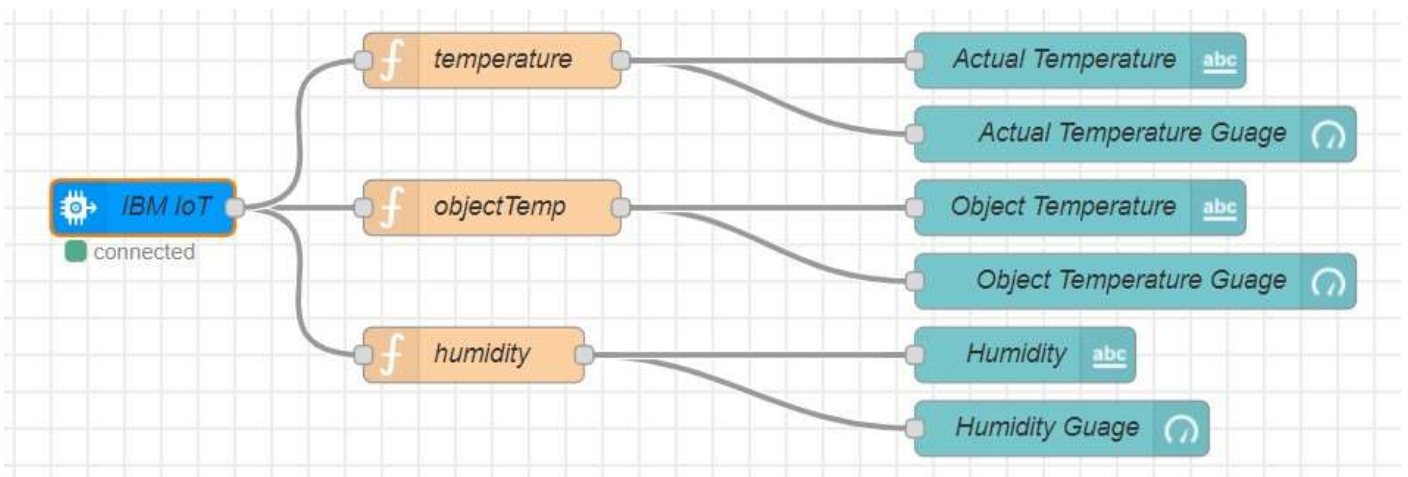 temperature
Actual Temperature abc
Actual Temperature Guage
IBM IoT
objectTemp
Object Temperature abc
connected
Object Temperature Guage
humidity
Humidity abc
Humidity Guage